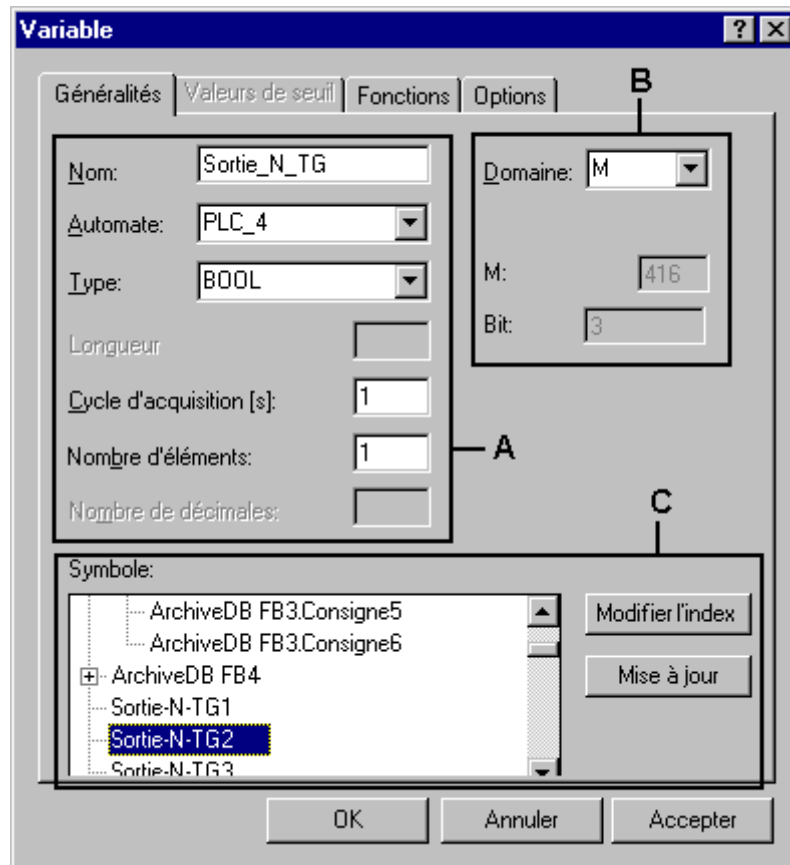 Variable
Généralités Valeurs de seuil Fonctions Options
B
Nom: Sortie_N_TG
Automate: PLC_4
Type: BOOL
Longueur
Cycle d'acquisition [s]: 1
Nombre d'éléments: 1
Nombre de décimales:
A
Domaine: M
M: 416
Bit: 3
C
Symbole:
ArchiveDB FB3.Consigne5
ArchiveDB FB3.Consigne6
ArchiveDB FB4
Sortie-N-TG1
Sortie-N-TG2
Sortie-N-TG3
Modifier l'index
Mise à jour
OK Annuler Accepter